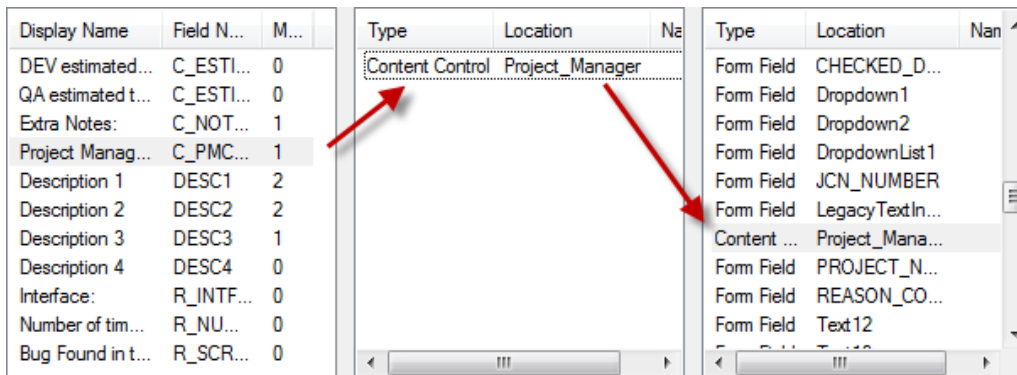 Display Name Field N... M...
DEV estimated... C_ESTI... 0
QA estimated t... C_ESTI... 0
Extra Notes: C_NOT... 1
Project Manag... C_PMC... 1
Description 1 DESC1 2
Description 2 DESC2 2
Description 3 DESC3 1
Description 4 DESC4 0
Interface: R_INTF... 0
Number of tim... R_NU... 0
Bug Found in t... R_SCR... 0
Type Location Na
Content Control Project_Manager
Type Location Nam
Form Field CHECKED_D...
Form Field Dropdown1
Form Field Dropdown2
Form Field DropdownList1
Form Field JCN_NUMBER
Form Field LegacyTextIn...
Content ... Project_Mana...
Form Field PROJECT_N...
Form Field REASON_CO...
Form Field Text12